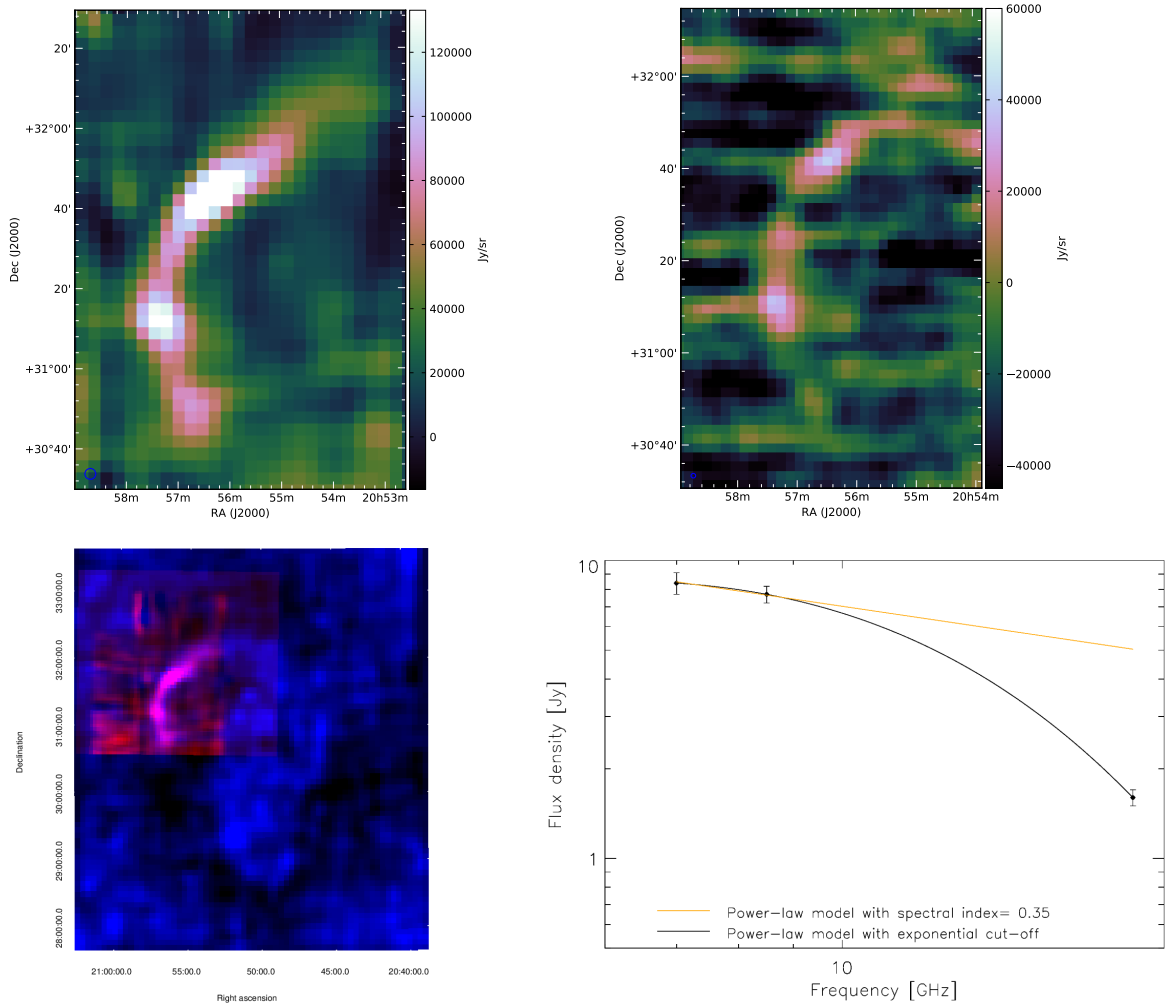 20'
+32°00'
40'
20'
+31°00'
+30°40'
Dec (J2000)
58m
57m
56m
55m
20h53m
RA (J2000)
120000
100000
80000
60000
40000
20000
0
Jy/sr
+32°00'
40'
20'
+31°00'
+30°40'
Dec (J2000)
58m
57m
56m
55m
20h54m
RA (J2000)
60000
40000
20000
0
−20000
−40000
Jy/sr
33:00:00.0
32:00:00.0
31:00:00.0
30:00:00.0
29:00:00.0
28:00:00.0
Declination
21:00:00.0
55:00.0
50:00.0
45:00.0
20:40:00.0
Right ascension
10
1
Flux density [Jy]
Power-law model with spectral index= 0.35
Power-law model with exponential cut-off
10
Frequency [GHz]